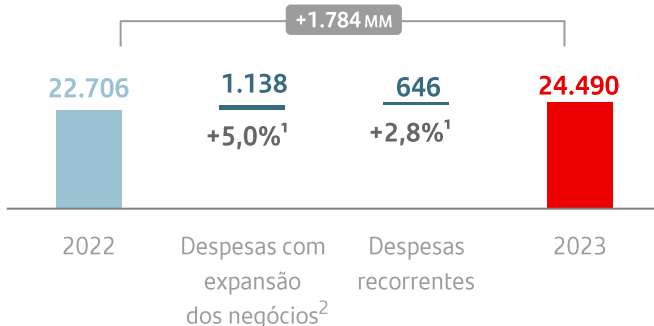 +1.784 MM
22.706
1.138
646
24.490
+5,0%¹
+2,8%¹
2022
Despesas com
expansão
dos negócios²
Despesas
recorrentes
2023